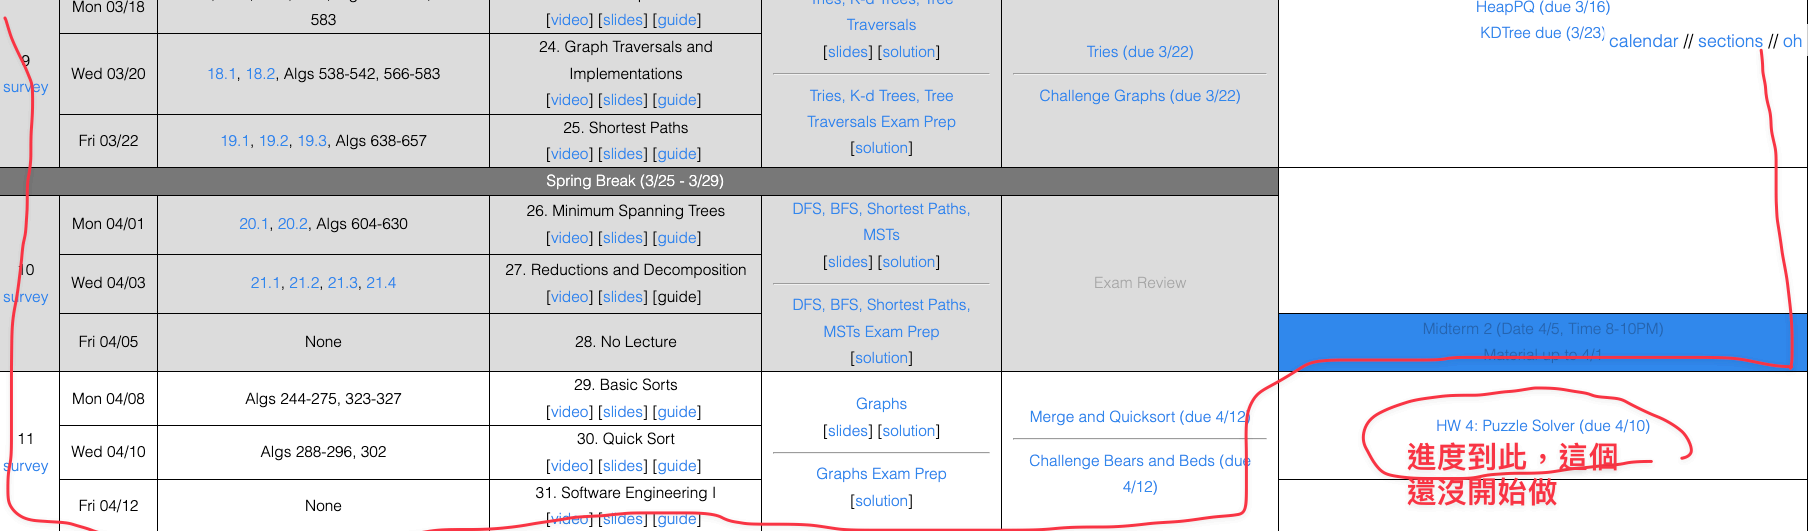 Mon 03/18
583
[video] [slides] [guide]
Traversals
[slides] [solution]
HeapPQ (due 3/16)
KDTree due (3/23)
calendar // sections // oh
9
survey
Wed 03/20
18.1, 18.2, Algs 538-542, 566-583
24. Graph Traversals and
Implementations
[video] [slides] [guide]
Tries, K-d Trees, Tree
Traversals Exam Prep
[solution]
Tries (due 3/22)
Challenge Graphs (due 3/22)
Fri 03/22
19.1, 19.2, 19.3, Algs 638-657
25. Shortest Paths
[video] [slides] [guide]
Spring Break (3/25 - 3/29)
10
survey
Mon 04/01
20.1, 20.2, Algs 604-630
26. Minimum Spanning Trees
[video] [slides] [guide]
DFS, BFS, Shortest Paths,
MSTs
[slides] [solution]
Wed 04/03
21.1, 21.2, 21.3, 21.4
27. Reductions and Decomposition
[video] [slides] [guide]
DFS, BFS, Shortest Paths,
MSTs Exam Prep
[solution]
Exam Review
Fri 04/05
None
28. No Lecture
Midterm 2 (Date 4/5, Time 8-10PM)
Material up to 4/1
11
survey
Mon 04/08
Algs 244-275, 323-327
29. Basic Sorts
[video] [slides] [guide]
Graphs
[slides] [solution]
Merge and Quicksort (due 4/12)
HW 4: Puzzle Solver (due 4/10)
進度到此，這個
還沒開始做
Wed 04/10
Algs 288-296, 302
30. Quick Sort
[video] [slides] [guide]
Graphs Exam Prep
[solution]
Challenge Bears and Beds (due
4/12)
Fri 04/12
None
31. Software Engineering I
[video] [slides] [guide]